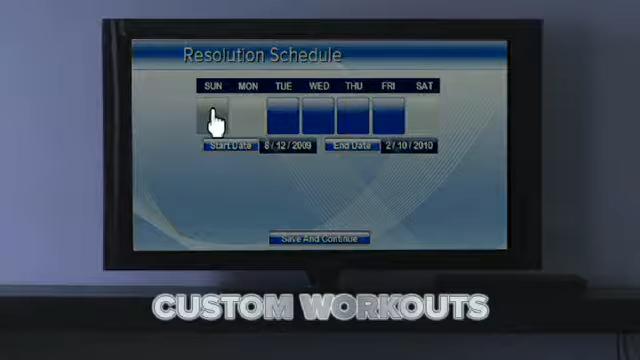 Resolution Schedule
SUN MON TUE WED THU FRI SAT
Start Date 8/12/2009 End Date 2/10/2010
Save And Continue
CUSTOM WORKOUTS